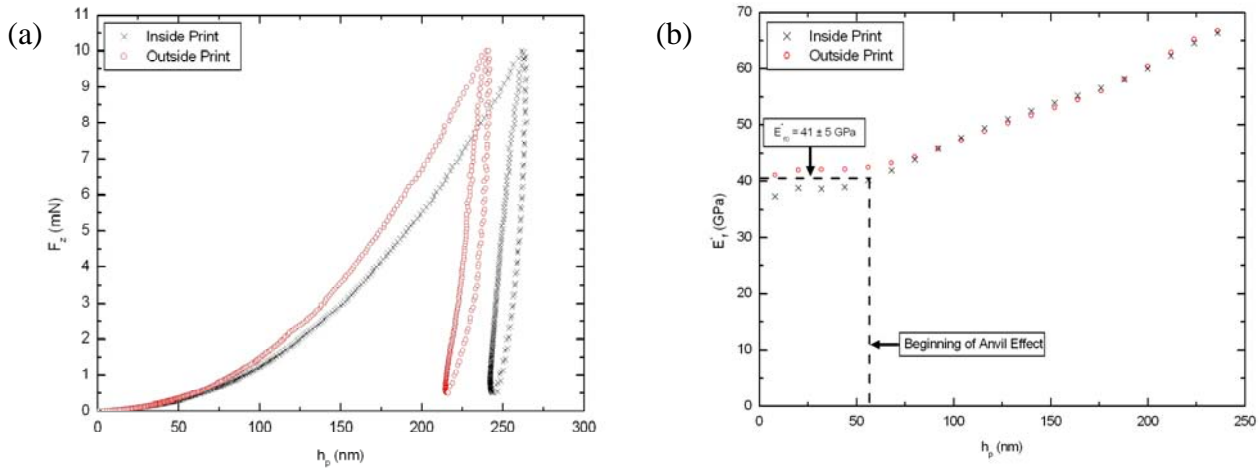 (a)
Inside Print
Outside Print
F_z (mN)
10
9
8
7
6
5
4
3
2
1
0
0 50 100 150 200 250 300
h_p (nm)
(b)
Inside Print
Outside Print
E'_f0 = 41 ± 5 GPa
Beginning of Anvil Effect
E'_f (GPa)
70
60
50
40
30
20
10
0
0 50 100 150 200 250
h_p (nm)